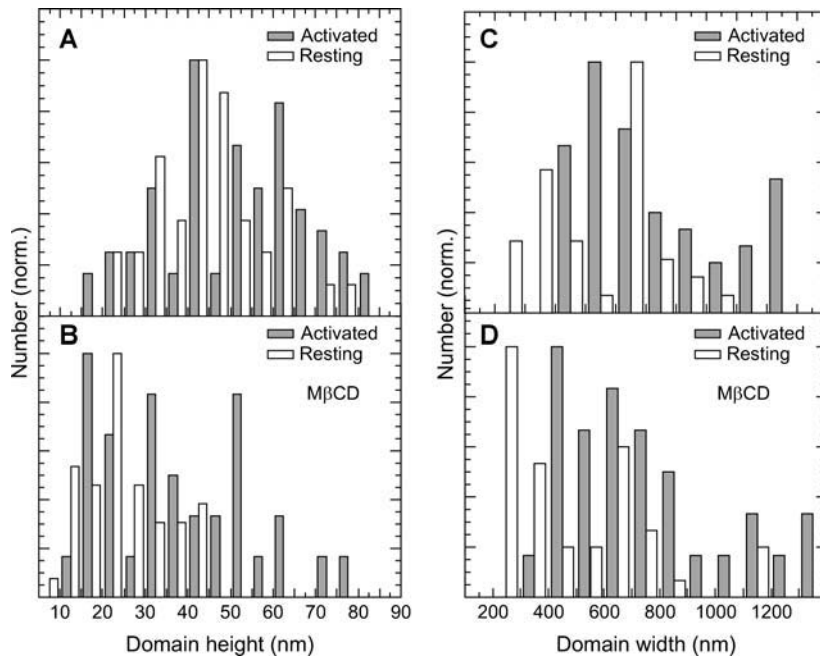 A
Activated
Resting
C
Activated
Resting
Number (norm.)
Number (norm.)
B
Activated
Resting
MβCD
D
Activated
Resting
MβCD
10 20 30 40 50 60 70 80 90
200 400 600 800 1000 1200
Domain height (nm)
Domain width (nm)